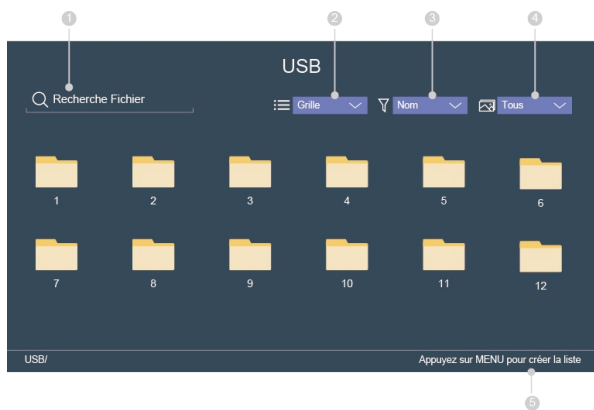 1 2 3 4
USB
Recherche Fichier Grille Nom Tous
1 2 3 4 5 6
7 8 9 10 11 12
USB/ Appuyez sur MENU pour créer la liste
5